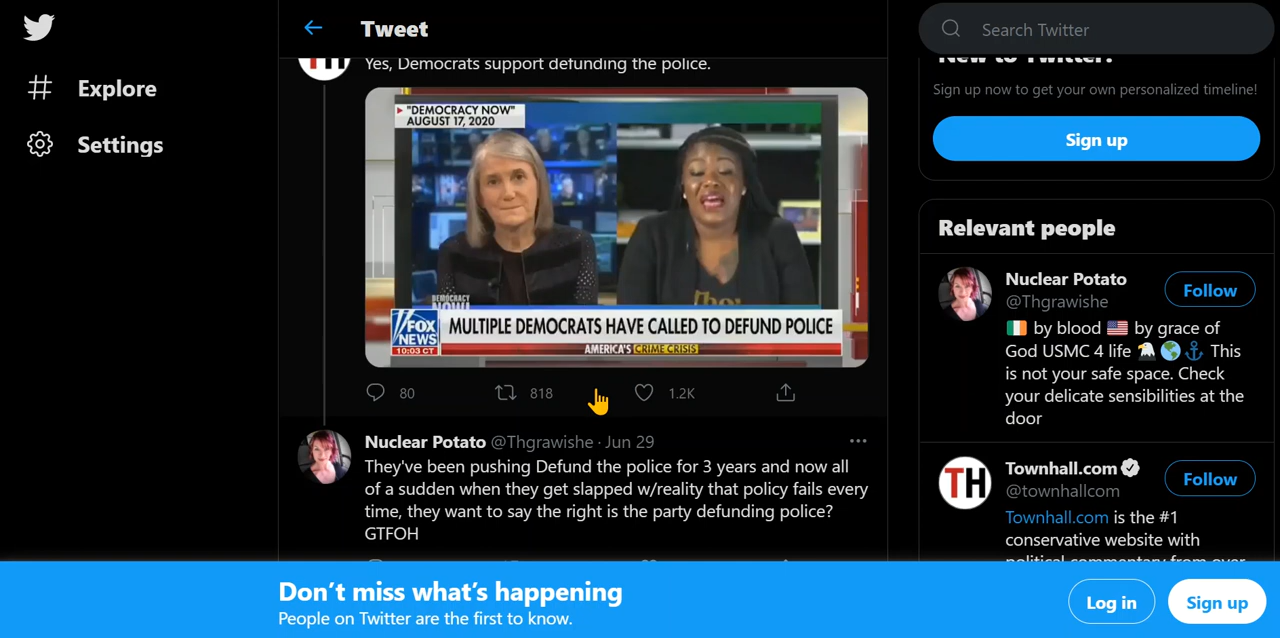 Tweet
Search Twitter
Explore
Settings
TH
Yes, Democrats support defunding the police.
"DEMOCRACY NOW"
AUGUST 17, 2020
DEMOCRACY
NOW!
FOX
NEWS
10:03 CT
MULTIPLE DEMOCRATS HAVE CALLED TO DEFUND POLICE
AMERICA'S CRIME CRISIS
80
818
1.2K
Nuclear Potato @Thgrawishe · Jun 29
They've been pushing Defund the police for 3 years and now all
of a sudden when they get slapped w/reality that policy fails every
time, they want to say the right is the party defunding police?
GTFOH
New to Twitter?
Sign up now to get your own personalized timeline!
Sign up
Relevant people
Nuclear Potato
@Thgrawishe
Follow
🇮🇪 by blood 🇺🇸 by grace of
God USMC 4 life 🦅🌎⚓ This
is not your safe space. Check
your delicate sensibilities at the
door
TH
Townhall.com
@townhallcom
Follow
Townhall.com is the #1
conservative website with
political commentary from over
Don't miss what's happening
People on Twitter are the first to know.
Log in
Sign up